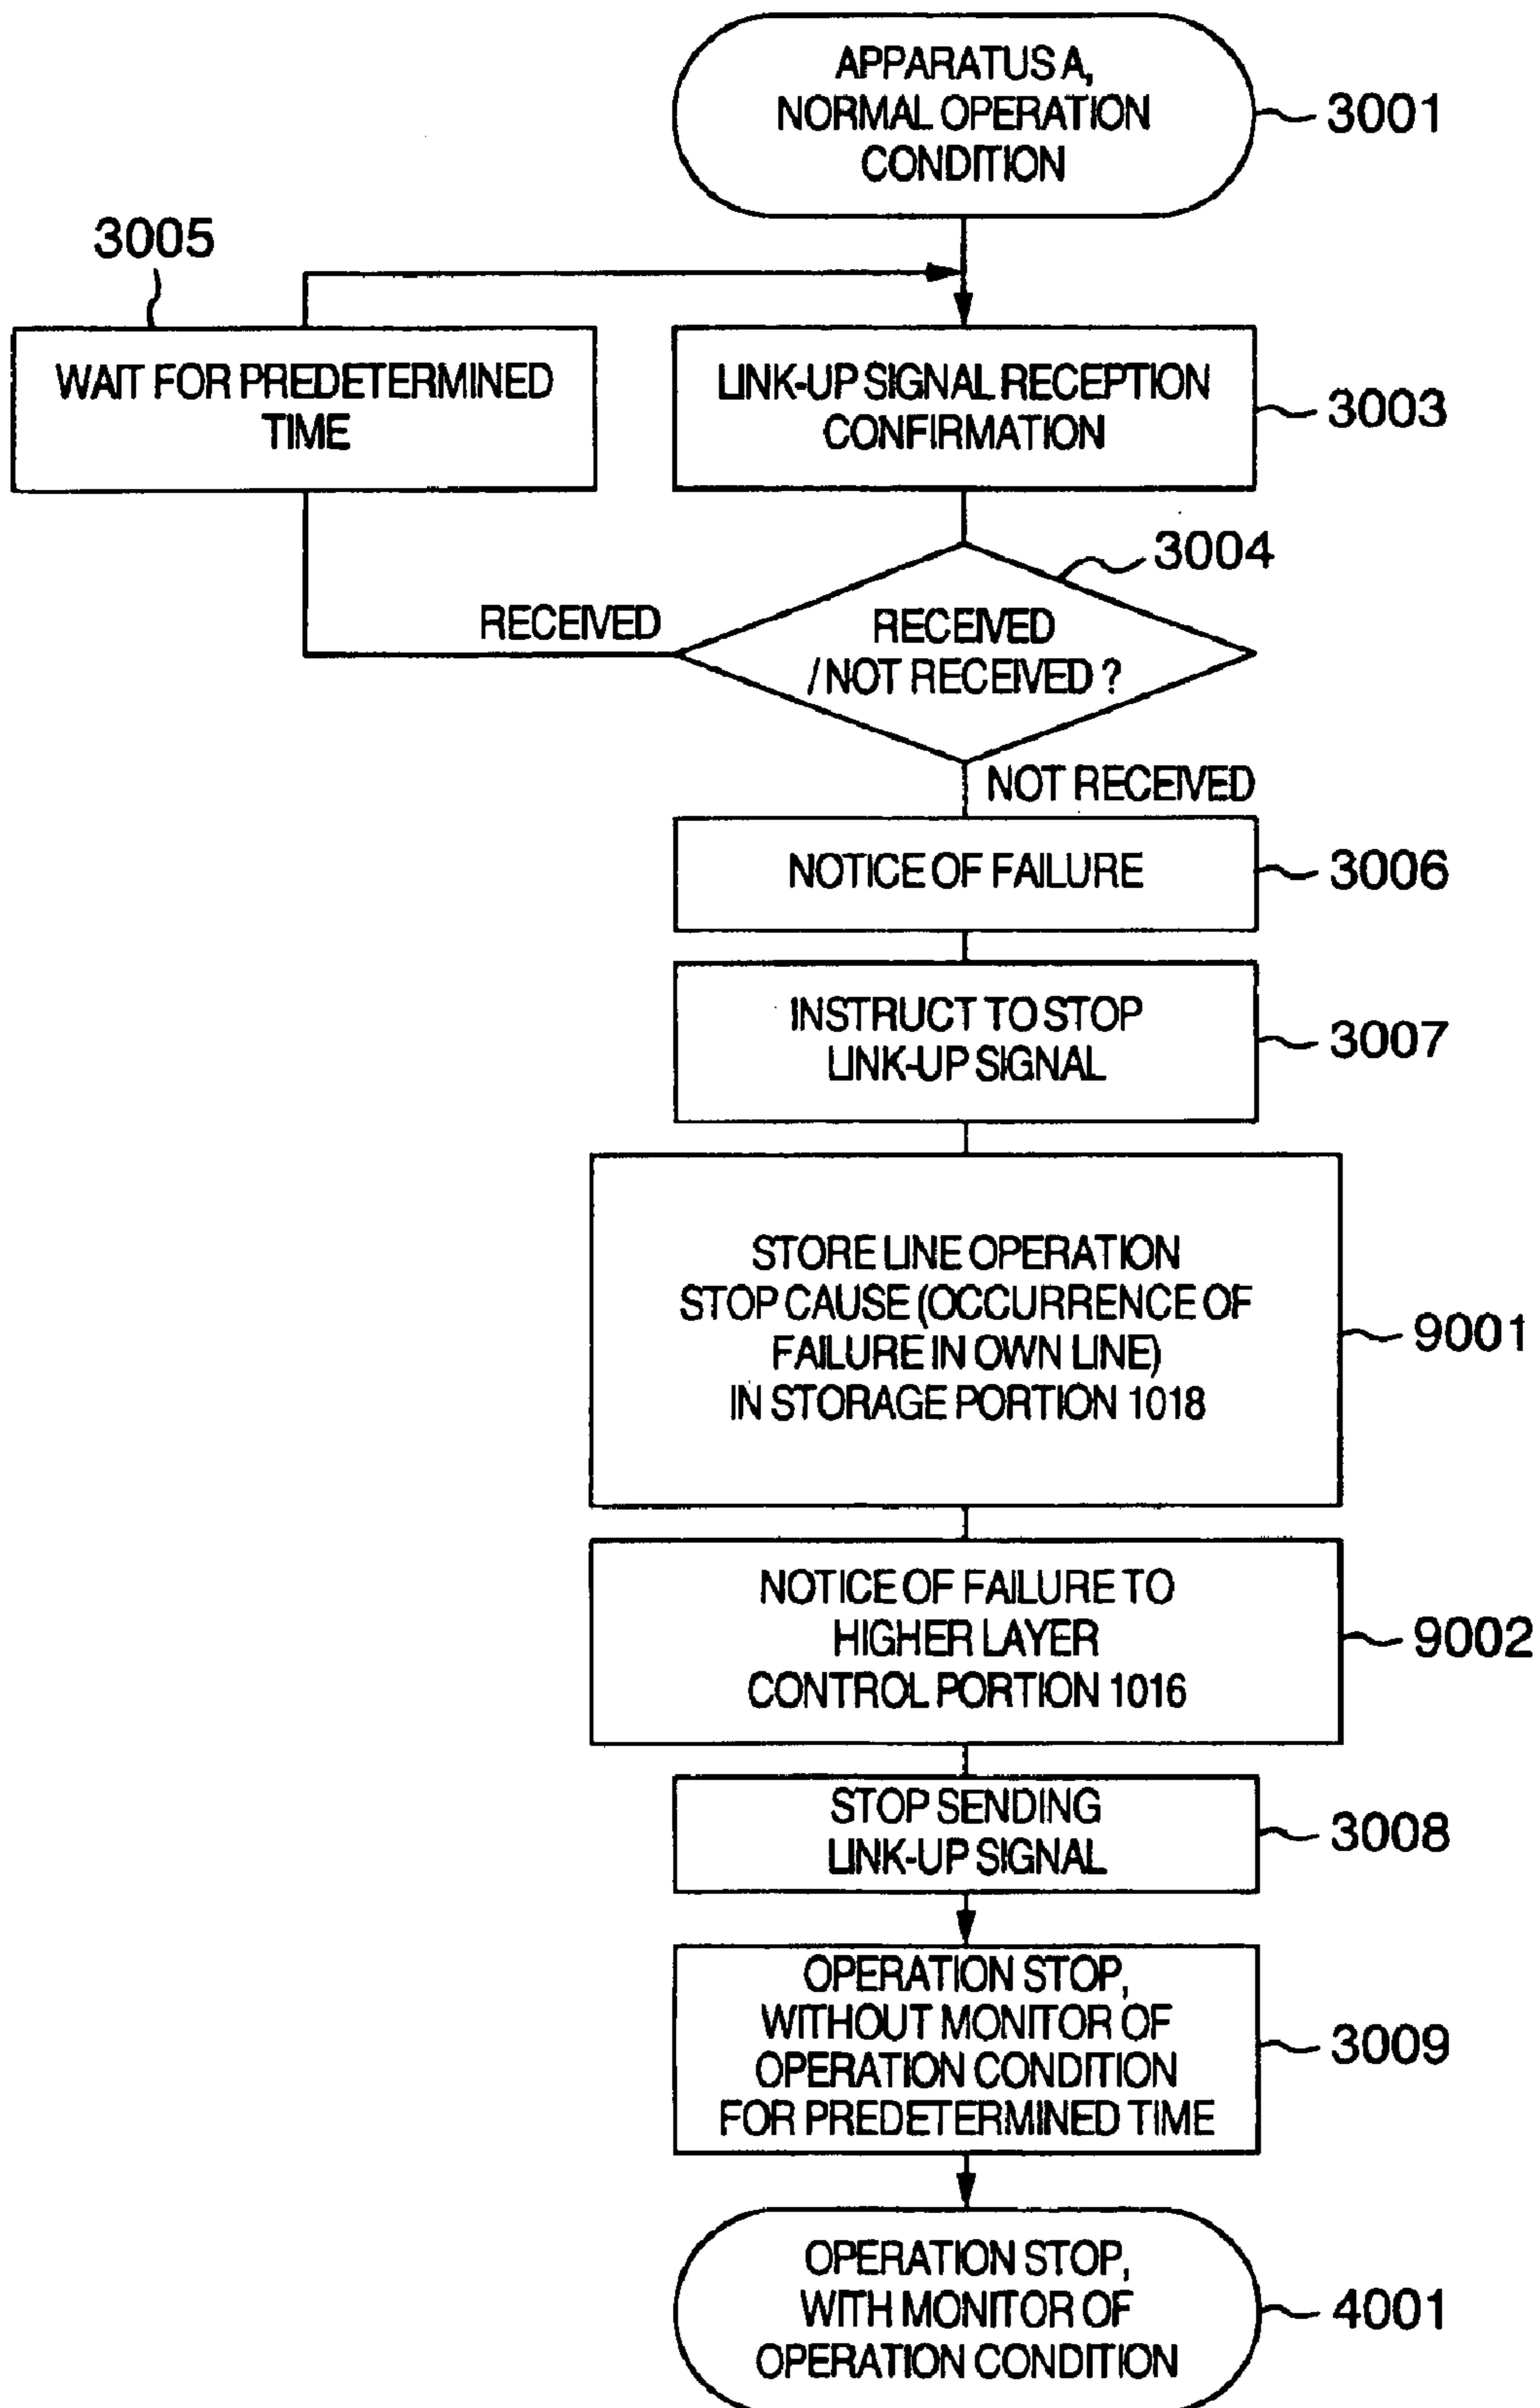 APPARATUS A,
NORMAL OPERATION
CONDITION
3001
3005
WAIT FOR PREDETERMINED
TIME
LINK-UP SIGNAL RECEPTION
CONFIRMATION
3003
3004
RECEIVED
RECEIVED
/ NOT RECEIVED ?
NOT RECEIVED
NOTICE OF FAILURE
3006
INSTRUCT TO STOP
LINK-UP SIGNAL
3007
STORE LINE OPERATION
STOP CAUSE (OCCURRENCE OF
FAILURE IN OWN LINE)
IN STORAGE PORTION 1018
9001
NOTICE OF FAILURE TO
HIGHER LAYER
CONTROL PORTION 1016
9002
STOP SENDING
LINK-UP SIGNAL
3008
OPERATION STOP,
WITHOUT MONITOR OF
OPERATION CONDITION
FOR PREDETERMINED TIME
3009
OPERATION STOP,
WITH MONITOR OF
OPERATION CONDITION
4001